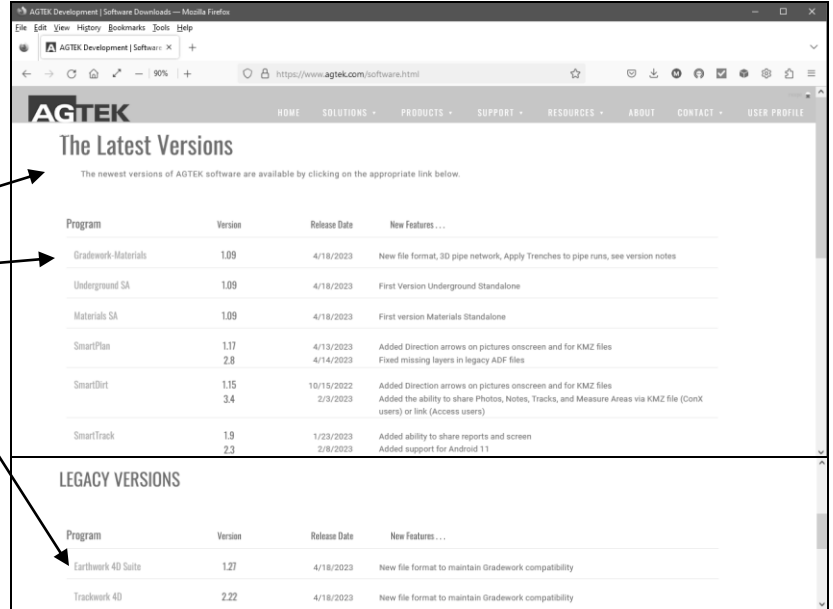 AGTEK Development | Software Downloads — Mozilla Firefox
File Edit View History Bookmarks Tools Help
AGTEK Development | Software
90%
https://www.agtek.com/software.html
AGTEK
HOME SOLUTIONS PRODUCTS SUPPORT RESOURCES ABOUT CONTACT USER PROFILE
The Latest Versions
The newest versions of AGTEK software are available by clicking on the appropriate link below.
Program Version Release Date New Features . . .
Gradework-Materials 1.09 4/18/2023 New file format, 3D pipe network, Apply Trenches to pipe runs, see version notes
Underground SA 1.09 4/18/2023 First Version Underground Standalone
Materials SA 1.09 4/18/2023 First version Materials Standalone
SmartPlan 1.17 4/13/2023 Added Direction arrows on pictures onscreen and for KMZ files
2.8 4/14/2023 Fixed missing layers in legacy ADF files
SmartDirt 1.15 10/15/2022 Added Direction arrows on pictures onscreen and for KMZ files
3.4 2/3/2023 Added the ability to share Photos, Notes, Tracks, and Measure Areas via KMZ file (ConX
users) or link (Access users)
SmartTrack 1.9 1/23/2023 Added ability to share reports and screen
2.3 2/8/2023 Added support for Android 11
LEGACY VERSIONS
Program Version Release Date New Features . . .
Earthwork 4D Suite 1.27 4/18/2023 New file format to maintain Gradework compatibility
Trackwork 4D 2.22 4/18/2023 New file format to maintain Gradework compatibility